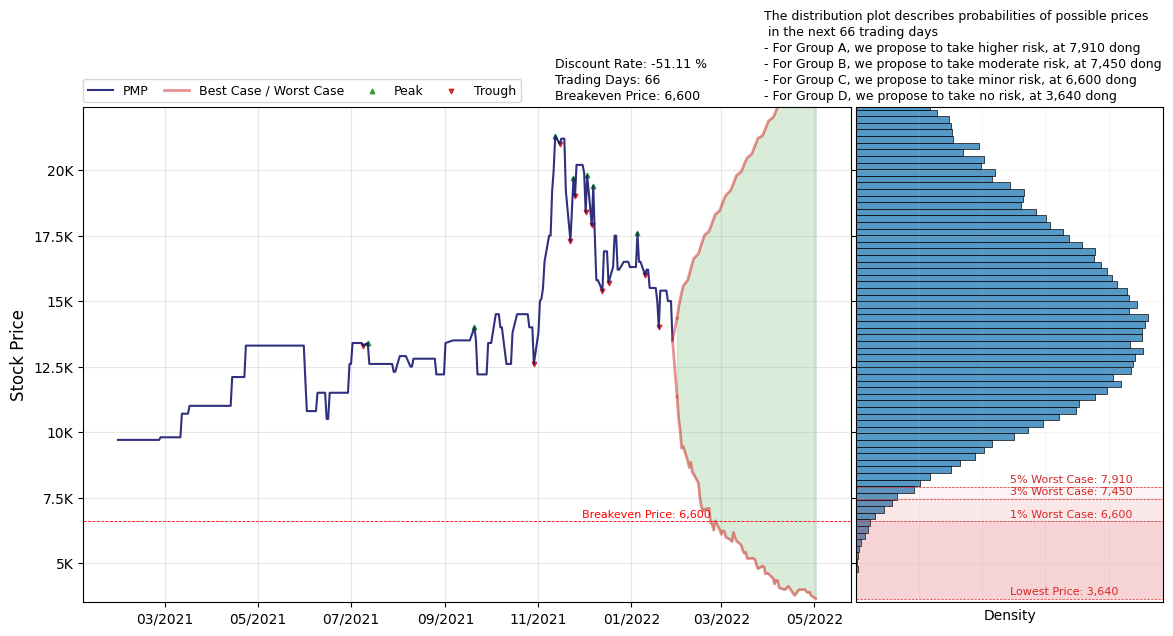 The distribution plot describes probabilities of possible prices
in the next 66 trading days
- For Group A, we propose to take higher risk, at 7,910 dong
- For Group B, we propose to take moderate risk, at 7,450 dong
- For Group C, we propose to take minor risk, at 6,600 dong
- For Group D, we propose to take no risk, at 3,640 dong
Discount Rate: -51.11 %
Trading Days: 66
Breakeven Price: 6,600
PMP
Best Case / Worst Case
Peak
Trough
Stock Price
20K
17.5K
15K
12.5K
10K
7.5K
5K
Breakeven Price: 6,600
5% Worst Case: 7,910
3% Worst Case: 7,450
1% Worst Case: 6,600
Lowest Price: 3,640
03/2021
05/2021
07/2021
09/2021
11/2021
01/2022
03/2022
05/2022
Density